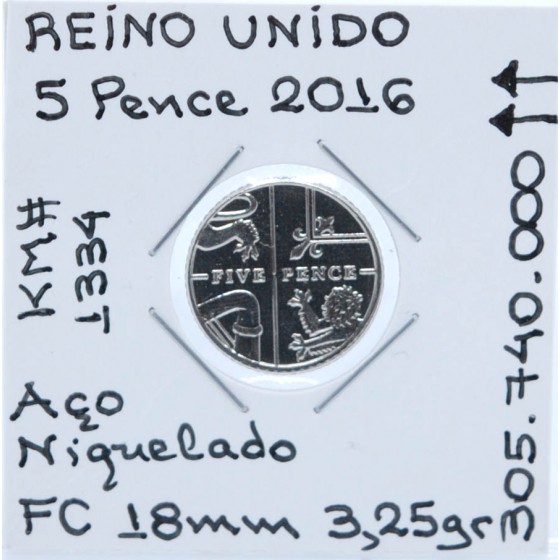 REINO UNIDO
5 Pence 2016
KM#
1334
FIVE PENCE
305.740.000
Aço
Niquelado
FC 18mm 3,25gr